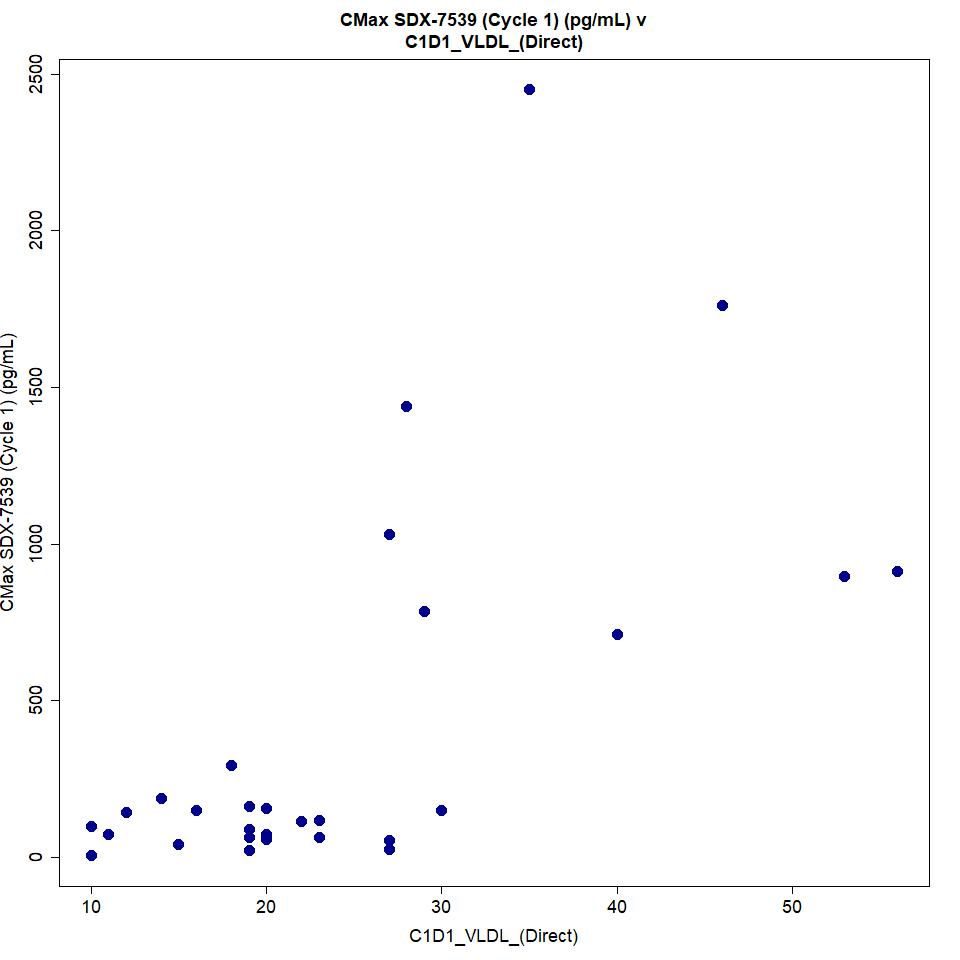 CMax SDX-7539 (Cycle 1) (pg/mL) v
C1D1_VLDL_(Direct)
2500
2000
1500
1000
500
0
CMax SDX-7539 (Cycle 1) (pg/mL)
10 20 30 40 50
C1D1_VLDL_(Direct)